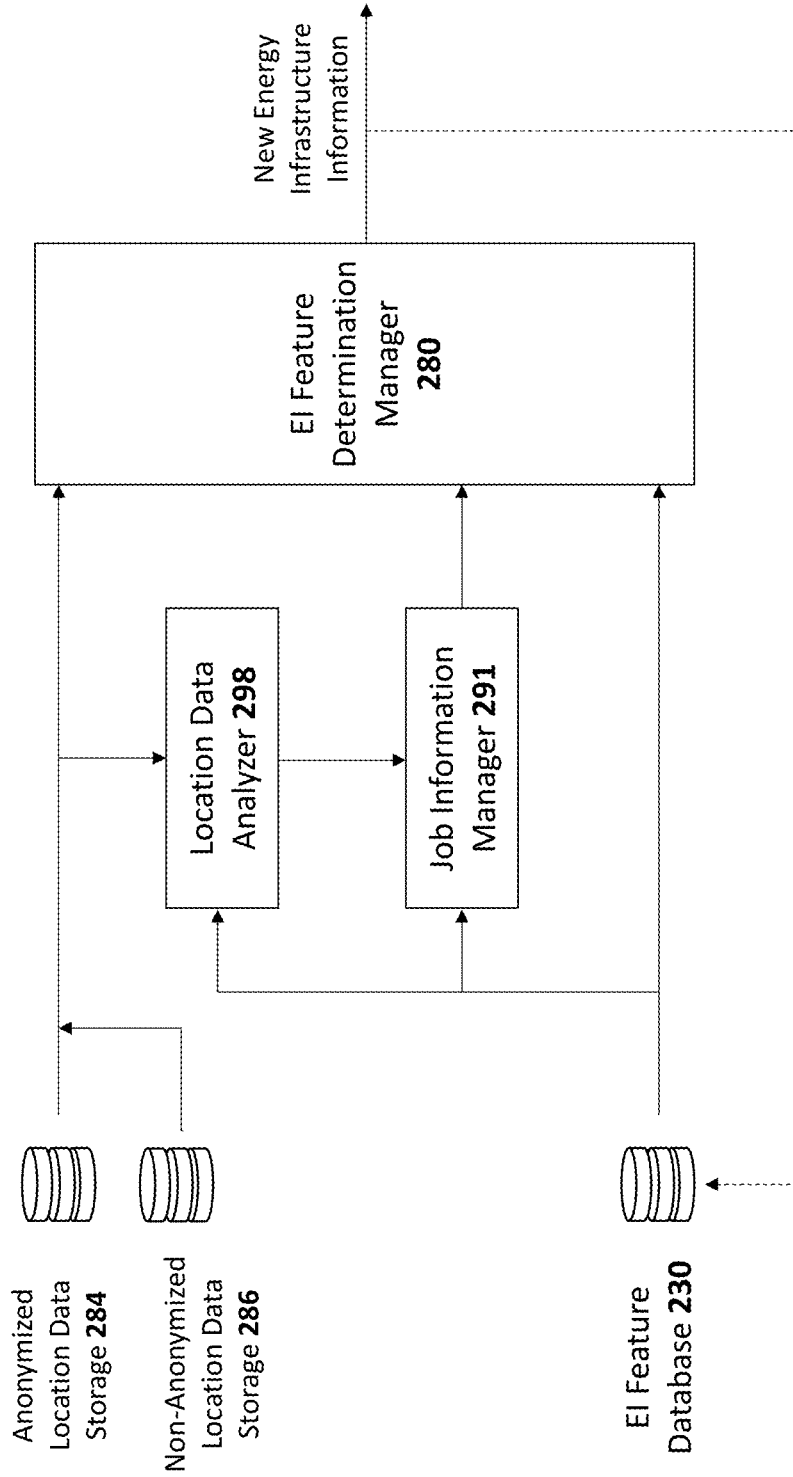 Anonymized
Location Data
Storage 284
Non-Anonymized
Location Data
Storage 286
EI Feature
Database 230
Location Data
Analyzer 298
Job Information
Manager 291
EI Feature
Determination
Manager
280
New Energy
Infrastructure
Information